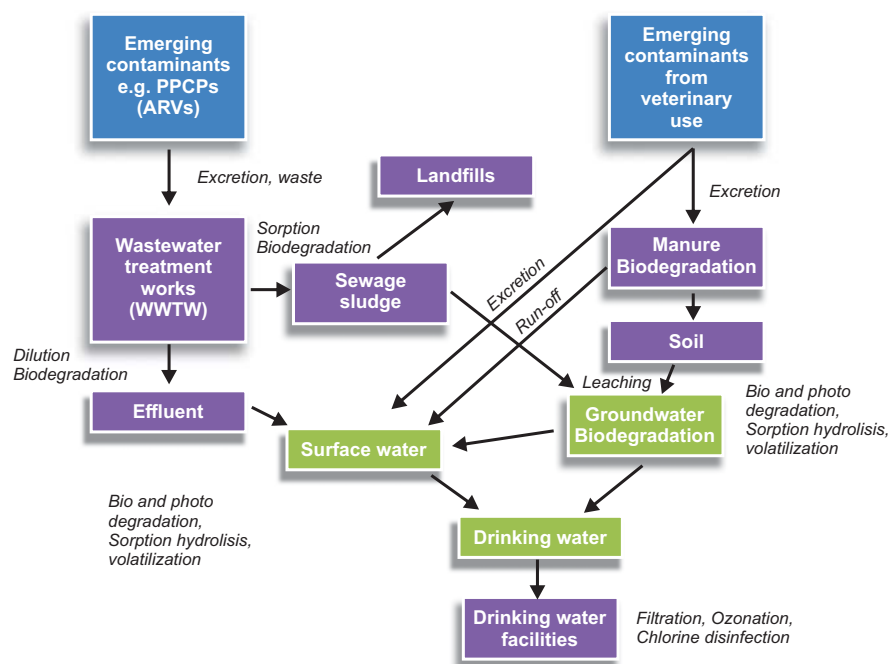 Emerging
contaminants
e.g. PPCPs
(ARVs)
Emerging
contaminants
from
veterinary
use
Excretion, waste
Landfills
Excretion
Wastewater
treatment
works
(WWTW)
Sorption
Biodegradation
Sewage
sludge
Manure
Biodegradation
Excretion
Run-off
Soil
Dilution
Biodegradation
Effluent
Leaching
Surface water
Groundwater
Biodegradation
Bio and photo
degradation,
Sorption hydrolisis,
volatilization
Bio and photo
degradation,
Sorption hydrolisis,
volatilization
Drinking water
Drinking water
facilities
Filtration, Ozonation,
Chlorine disinfection